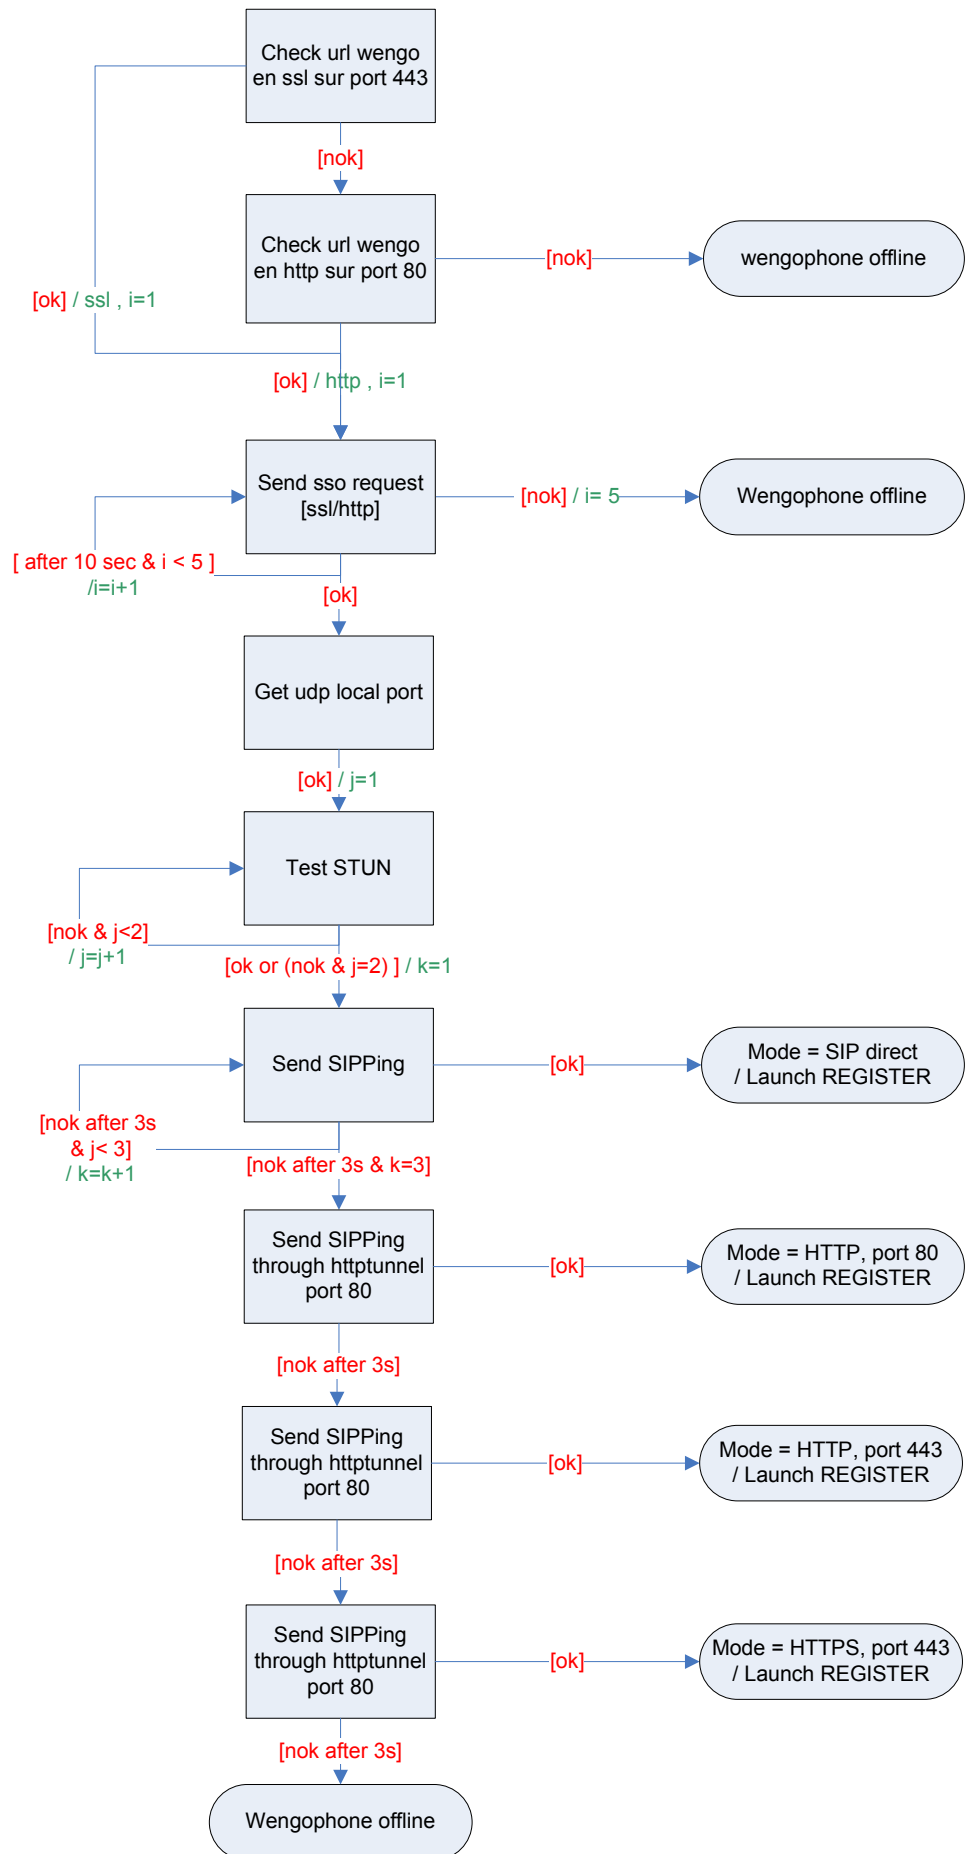 Check url wengo
en ssl sur port 443
[nok]
Check url wengo
en http sur port 80
[nok]
wengophone offline
[ok] / ssl , i=1
[ok] / http , i=1
Send sso request
[ssl/http]
[nok] / i= 5
Wengophone offline
[ after 10 sec & i < 5 ]
/i=i+1
[ok]
Get udp local port
[ok] / j=1
Test STUN
[nok & j<2]
/ j=j+1
[ok or (nok & j=2) ] / k=1
Send SIPPing
[ok]
Mode = SIP direct
/ Launch REGISTER
[nok after 3s
& j< 3]
/ k=k+1
[nok after 3s & k=3]
Send SIPPing
through httptunnel
port 80
[ok]
Mode = HTTP, port 80
/ Launch REGISTER
[nok after 3s]
Send SIPPing
through httptunnel
port 80
[ok]
Mode = HTTP, port 443
/ Launch REGISTER
[nok after 3s]
Send SIPPing
through httptunnel
port 80
[ok]
Mode = HTTPS, port 443
/ Launch REGISTER
[nok after 3s]
Wengophone offline